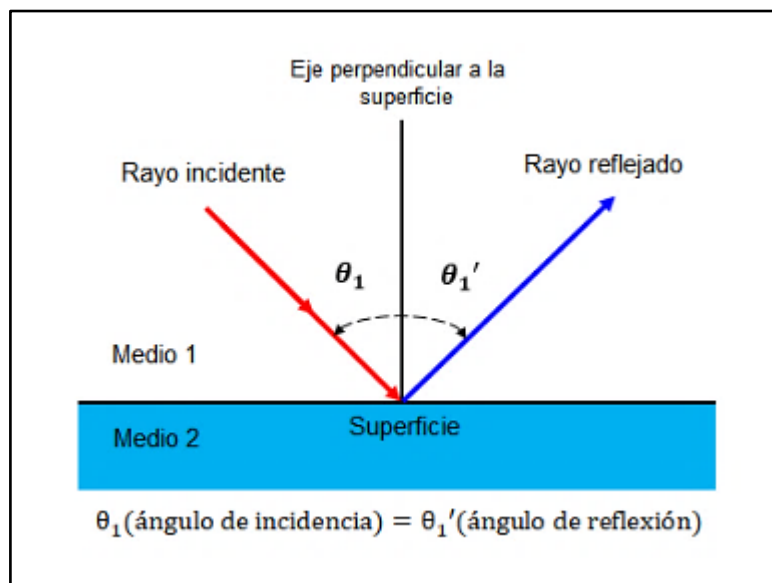 Eje perpendicular a la
superficie
Rayo incidente
Rayo reflejado
θ₁
θ₁′
Medio 1
Medio 2
Superficie
θ₁(ángulo de incidencia) = θ₁′(ángulo de reflexión)